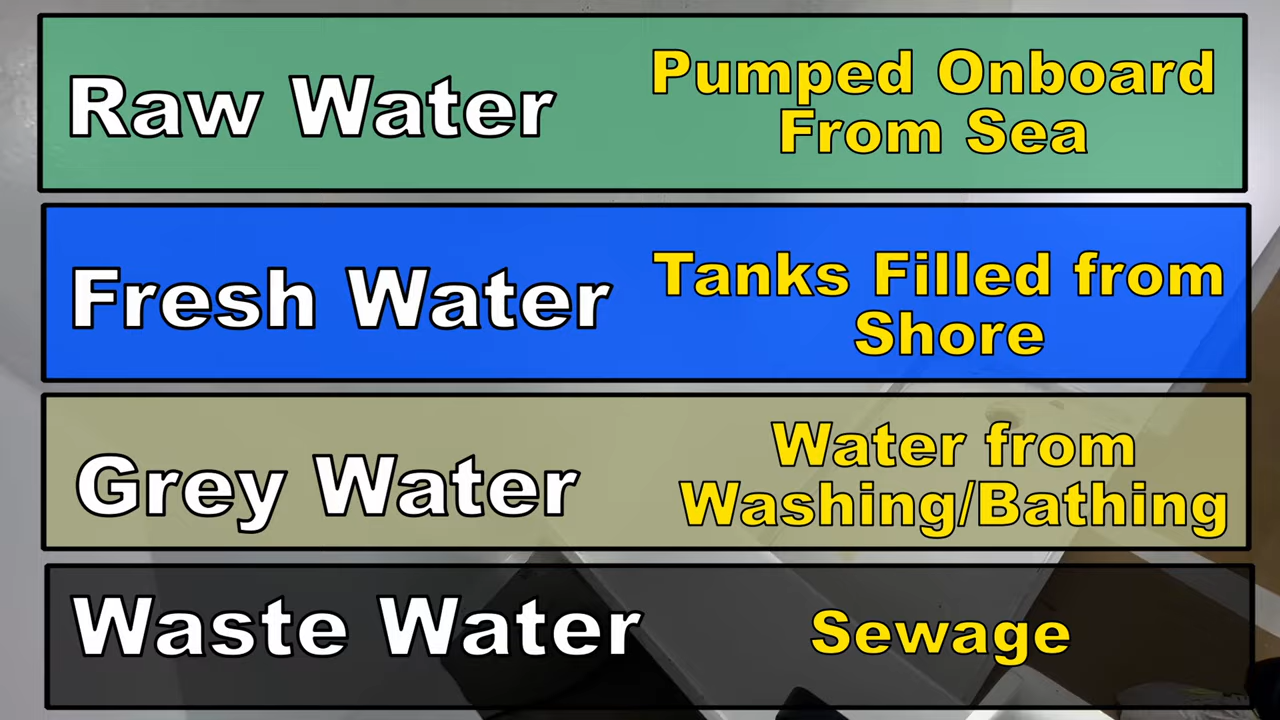 Raw Water
Pumped Onboard
From Sea
Fresh Water
Tanks Filled from
Shore
Grey Water
Water from
Washing/Bathing
Waste Water
Sewage